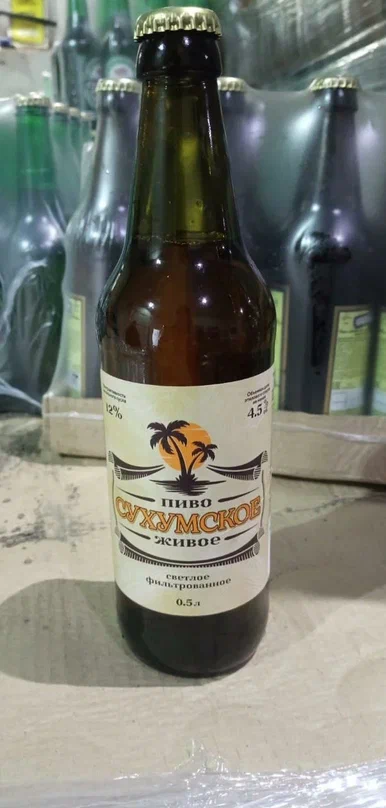 12%
4.5%
ПИВО
СУХУМСКОЕ
живое
светлое
фильтрованное
0.5 л